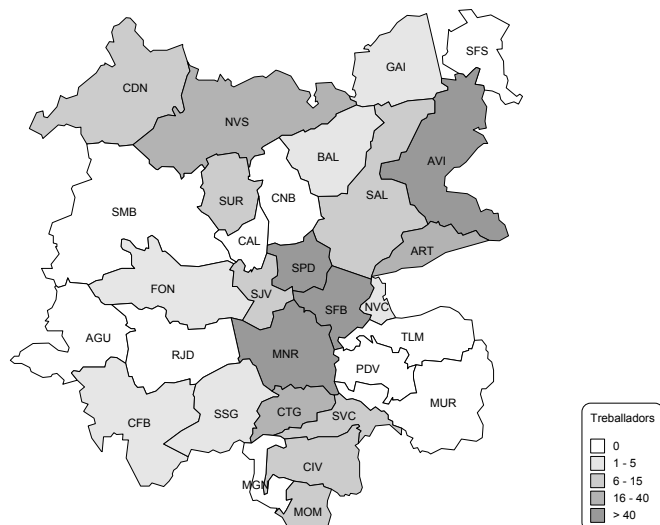 SFS
GAI
CDN
NVS
BAL
AVI
SUR
CNB
SAL
SMB
CAL
ART
SPD
FON
SJV
SFB
NVC
AGU
RJD
MNR
TLM
PDV
MUR
CFB
SSG
CTG
SVC
CIV
MGN
MOM
Treballadors
0
1 - 5
6 - 15
16 - 40
> 40